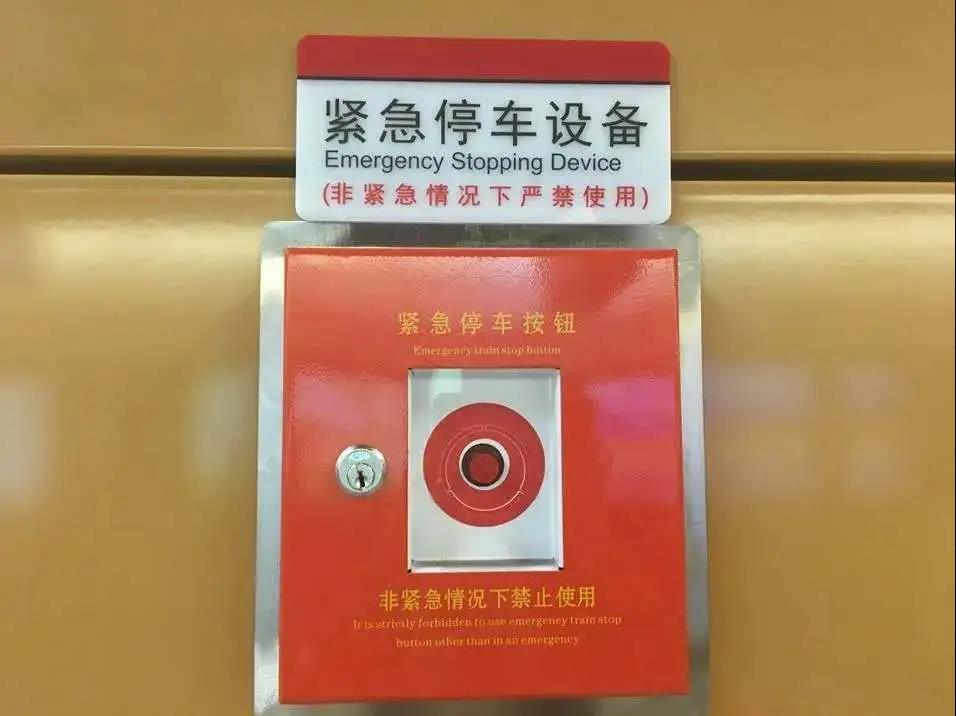 紧急停车设备
Emergency Stopping Device
(非紧急情况下严禁使用)
紧急停车按钮
Emergency train stop button
非紧急情况下禁止使用
It is strictly forbidden to use emergency train stop
button other than in an emergency